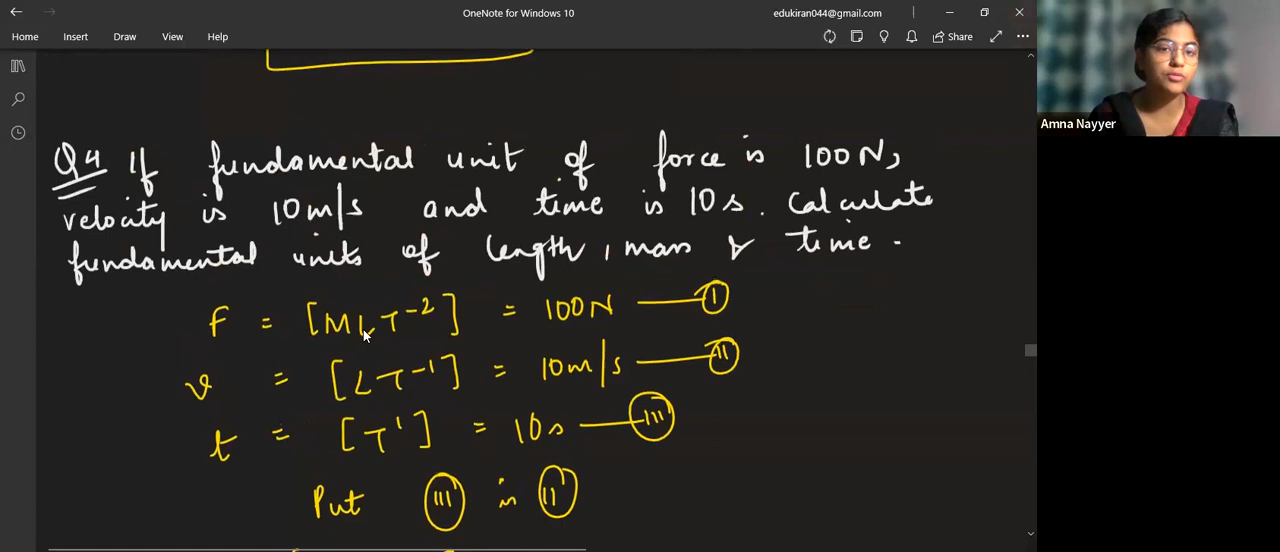 OneNote for Windows 10
edukiran044@gmail.com
Home Insert Draw View Help
Share
Amna Nayyer
Q4 If fundamental unit of force is 100N,
velocity is 10m/s and time is 10s. Calculate
fundamental units of length, mass & time.
F = [MLT⁻²] = 100N — I
v = [LT⁻¹] = 10m/s — II
t = [T¹] = 10s — III
Put III in II